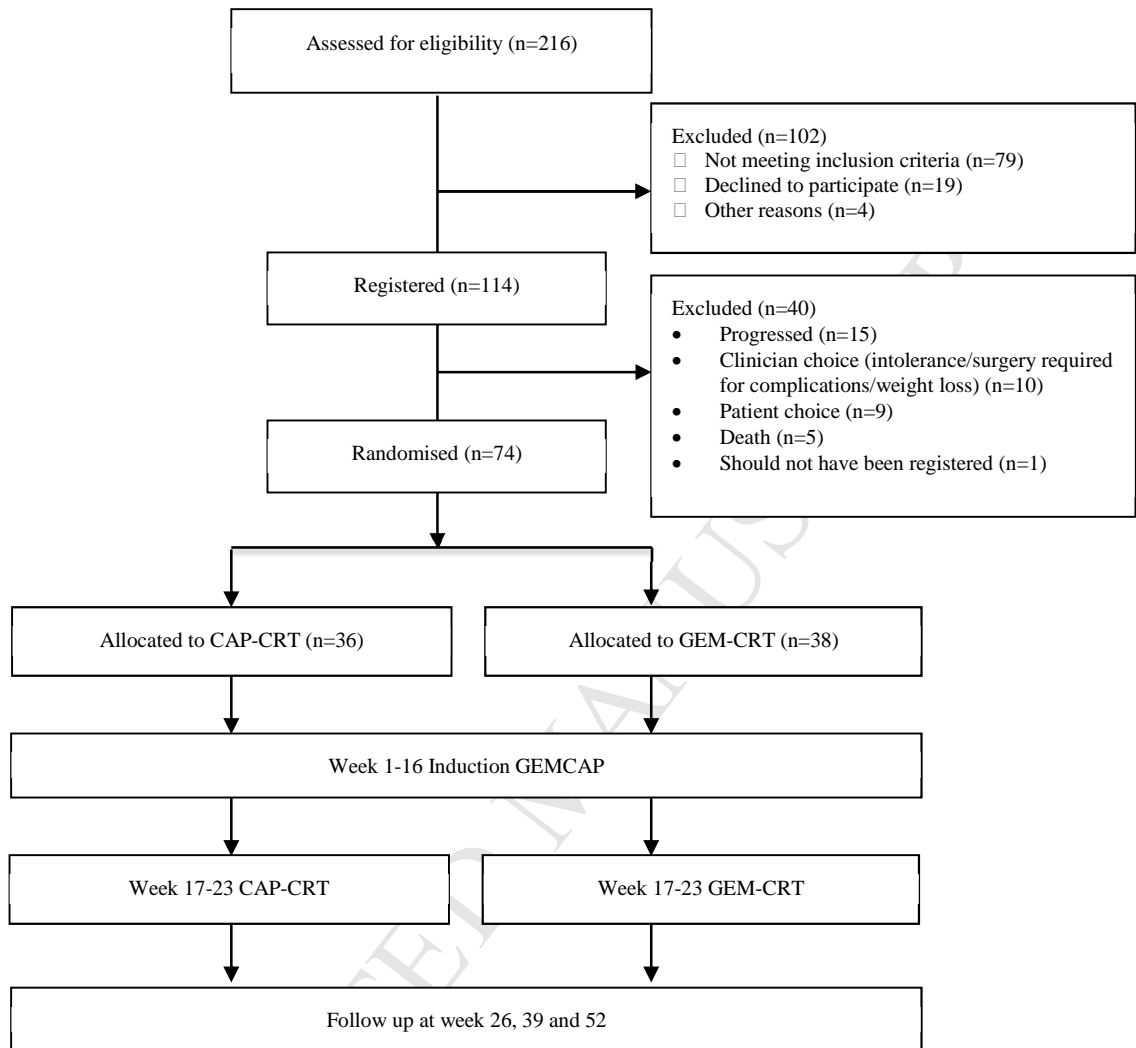 Assessed for eligibility (n=216)
Excluded (n=102)
Not meeting inclusion criteria (n=79)
Declined to participate (n=19)
Other reasons (n=4)
Registered (n=114)
Excluded (n=40)
• Progressed (n=15)
• Clinician choice (intolerance/surgery required
for complications/weight loss) (n=10)
• Patient choice (n=9)
• Death (n=5)
• Should not have been registered (n=1)
Randomised (n=74)
Allocated to CAP-CRT (n=36)
Allocated to GEM-CRT (n=38)
Week 1-16 Induction GEMCAP
Week 17-23 CAP-CRT
Week 17-23 GEM-CRT
Follow up at week 26, 39 and 52